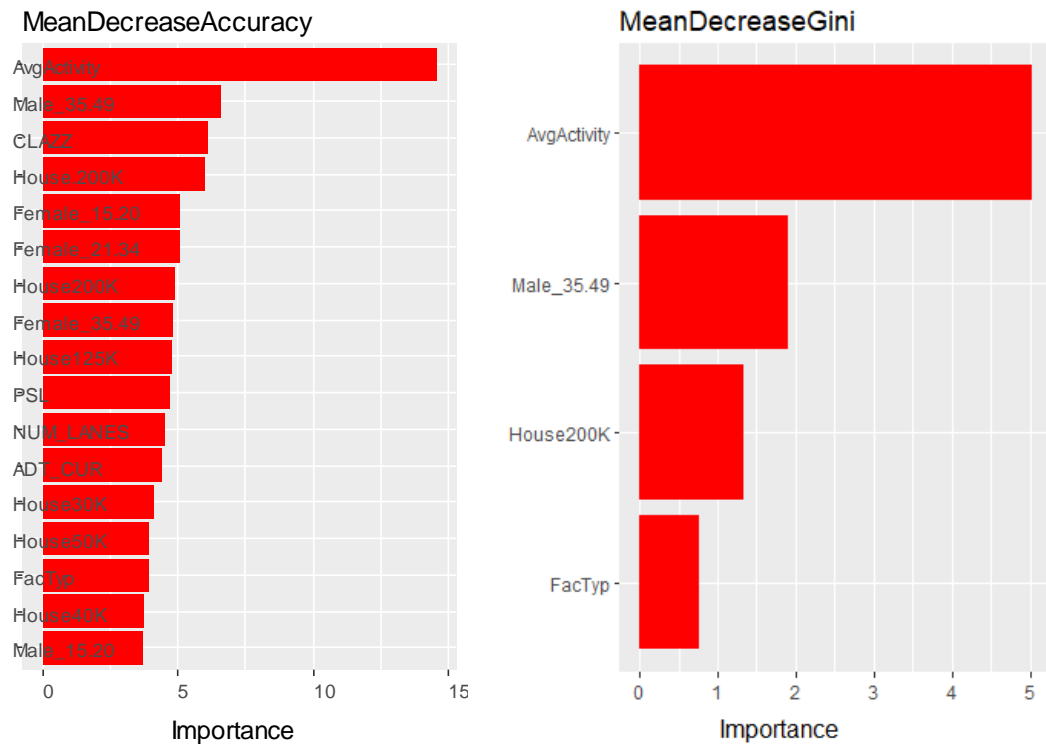 MeanDecreaseAccuracy
AvgActivity
Male_35.49
CLAZZ
House.200K
Female_15.20
Female_21.34
House200K
Female_35.49
House125K
PSL
NUM_LANES
ADT_CUR
House30K
House50K
FacTyp
House40K
Male_15.20
0 5 10 15
Importance
MeanDecreaseGini
AvgActivity
Male_35.49
House200K
FacTyp
0 1 2 3 4 5
Importance